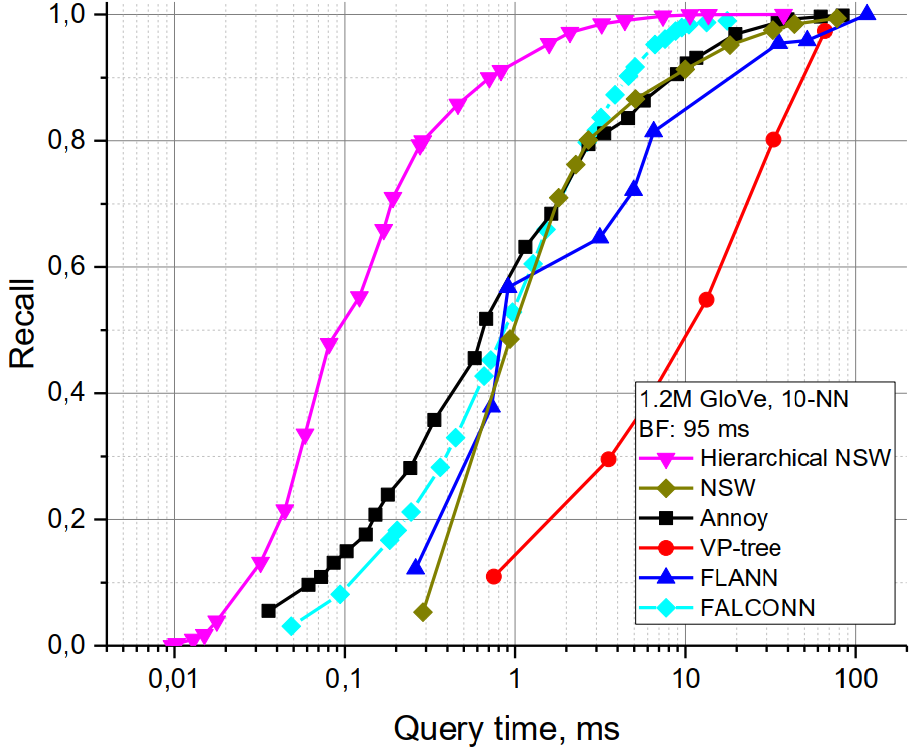 1.0
0.8
0.6
0.4
0,2
0,0
Recall
0,01 0,1 1 10 100
Query time, ms
1.2M GloVe, 10-NN
BF: 95 ms
Hierarchical NSW
NSW
Annoy
VP-tree
FLANN
FALCONN